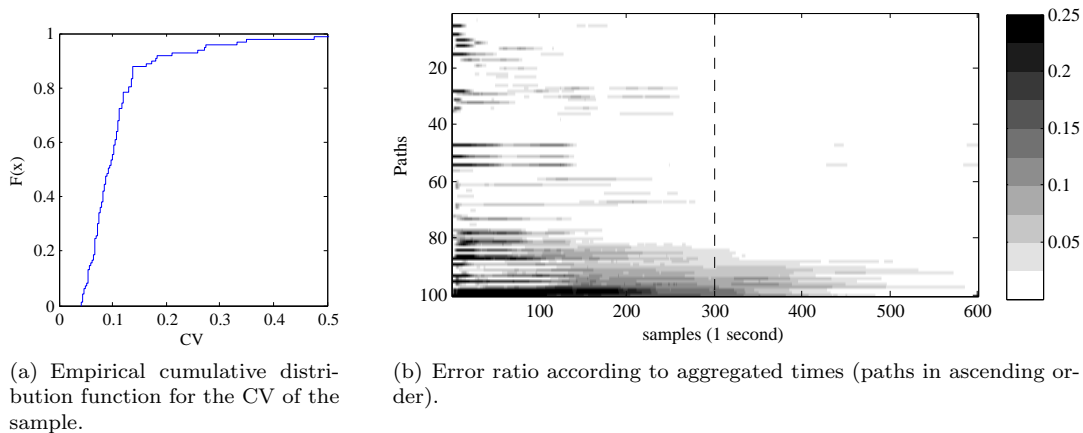 1
0.8
0.6
0.4
0.2
0
F(x)
0 0.1 0.2 0.3 0.4 0.5
CV
(a) Empirical cumulative distri-
bution function for the CV of the
sample.
Paths
20
40
60
80
100
100 200 300 400 500 600
samples (1 second)
0.25
0.2
0.15
0.1
0.05
(b) Error ratio according to aggregated times (paths in ascending or-
der).